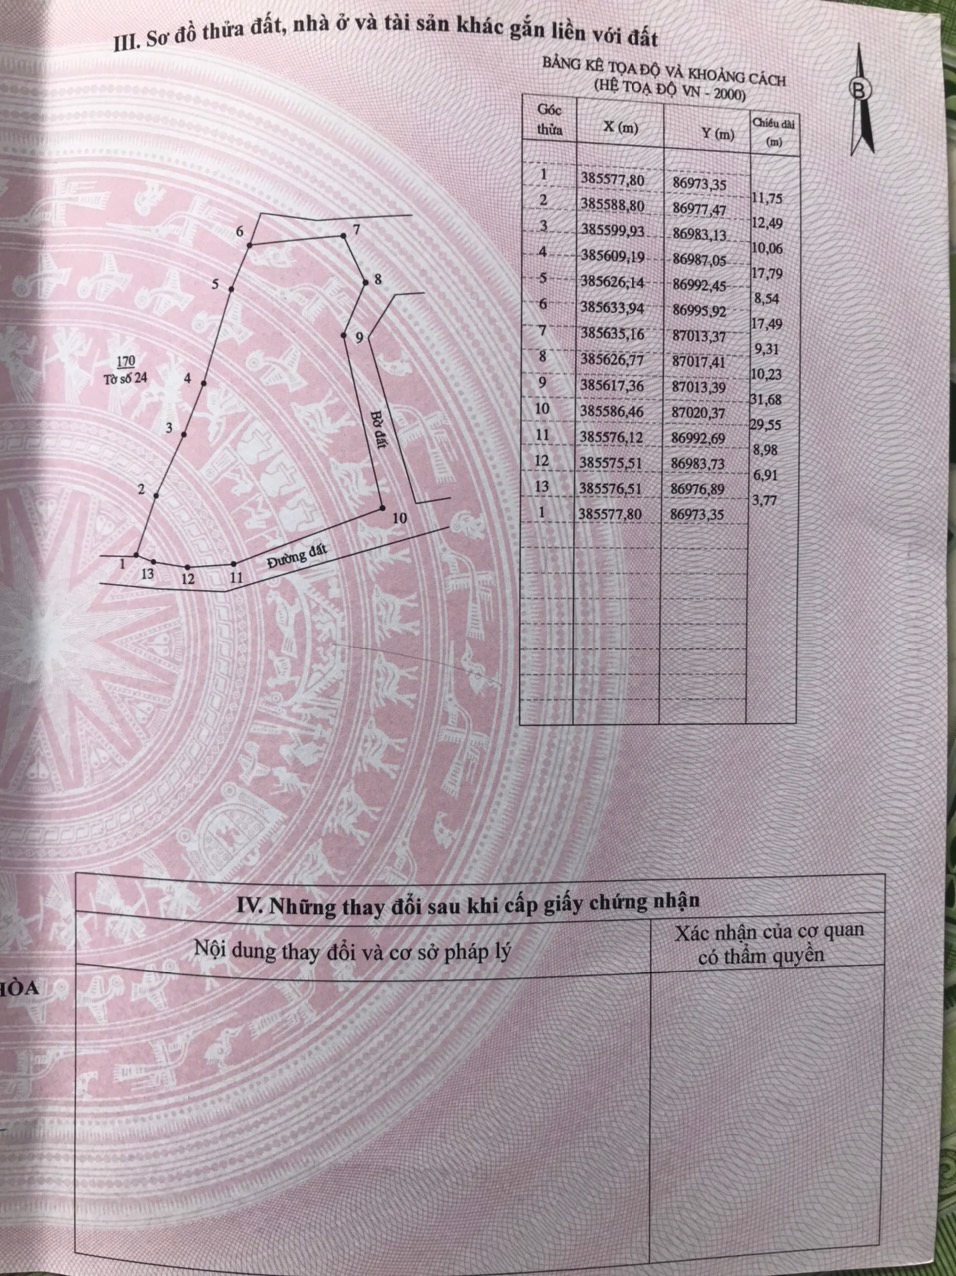 III. Sơ đồ thửa đất, nhà ở và tài sản khác gắn liền với đất
BẢNG KÊ TỌA ĐỘ VÀ KHOẢNG CÁCH
(HỆ TOẠ ĐỘ VN - 2000)
B
Góc thửa X (m) Y (m) Chiều dài (m)
1 385577,80 86973,35
11,75
2 385588,80 86977,47
12,49
3 385599,93 86983,13
10,06
4 385609,19 86987,05
17,79
5 385626,14 86992,45
8,54
6 385633,94 86995,92
17,49
7 385635,16 87013,37
9,31
8 385626,77 87017,41
10,23
9 385617,36 87013,39
31,68
10 385586,46 87020,37
29,55
11 385576,12 86992,69
8,98
12 385575,51 86983,73
6,91
13 385576,51 86976,89
3,77
1 385577,80 86973,35
6
7
5
8
9
170
Tờ số 24
4
Bờ đất
3
2
10
1
13
12
11
Đường đất
IV. Những thay đổi sau khi cấp giấy chứng nhận
Nội dung thay đổi và cơ sở pháp lý
Xác nhận của cơ quan
có thẩm quyền
HÒA